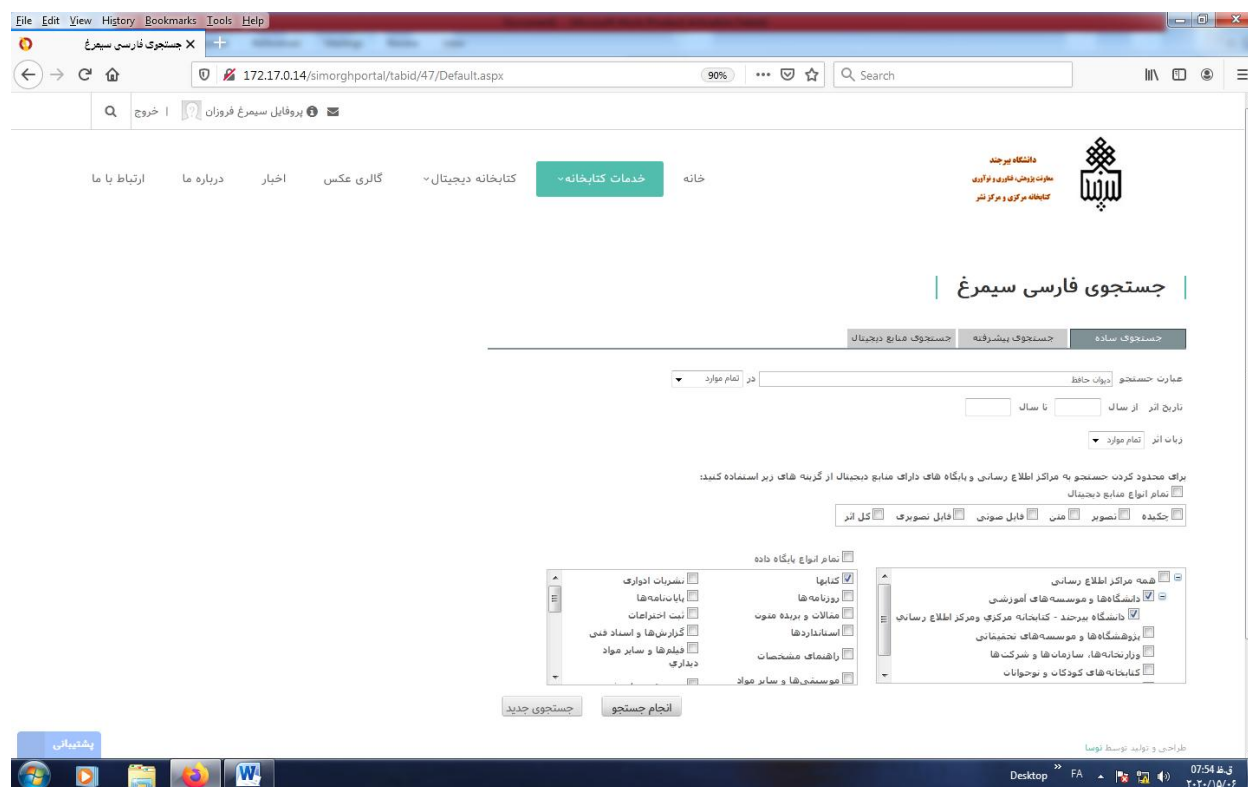 File Edit View History Bookmarks Tools Help
جستجوی فارسی سیمرغ
172.17.0.14/simorghportal/tabid/47/Default.aspx
90%
Search
پروفایل سیمرغ فروزان | خروج
دانشگاه بیرجند
معاونت پژوهش، فناوری و نوآوری
کتابخانه مرکزی و مرکز نشر
خانه خدمات کتابخانه کتابخانه دیجیتال گالری عکس اخبار درباره ما ارتباط با ما
جستجوی فارسی سیمرغ
جستجوی ساده جستجوی پیشرفته جستجوی منابع دیجیتال
عبارت جستجو دیوان حافظ در تمام موارد
تاریخ اثر از سال تا سال
زبان اثر تمام موارد
برای محدود کردن جستجو به مراکز اطلاع رسانی و پایگاه های دارای منابع دیجیتال از گزینه های زیر استفاده کنید:
تمام انواع منابع دیجیتال
چکیده تصویر متن فایل صوتی فایل تصویری کل اثر
همه مراکز اطلاع رسانی
دانشگاه‌ها و موسسه های آموزشی
دانشگاه بیرجند - کتابخانه مرکزي ومرکز اطلاع رساني
پژوهشگاه‌ها و موسسه‌های تحقیقاتی
وزارتخانه‌ها، سازمان‌ها و شرکت‌ها
کتابخانه های کودکان و نوجوانان
تمام انواع پایگاه داده
کتابها نشریات ادواری
روزنامه ها پایان‌نامه‌ها
مقالات و بریده متون ثبت اختراعات
استانداردها گزارش‌ها و اسناد فنی
راهنمای مشخصات فیلم‌ها و سایر مواد دیداري
موسیقی‌ها و سایر مواد
انجام جستجو جستجوی جدید
طراحی و تولید توسط نوسا
پشتیبانی
Desktop FA 07:54 ق.ظ
۲۰۲۰/۱۵/۰۶